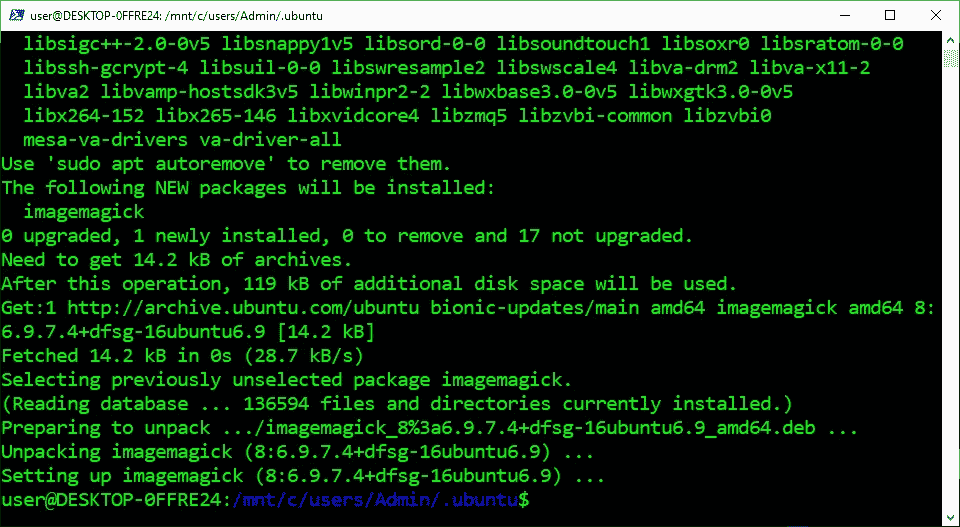 user@DESKTOP-0FFRE24: /mnt/c/users/Admin/.ubuntu
libsigc++-2.0-0v5 libsnappy1v5 libsord-0-0 libsoundtouch1 libsoxr0 libsratom-0-0
libssh-gcrypt-4 libsuil-0-0 libswresample2 libswscale4 libva-drm2 libva-x11-2
libva2 libvamp-hostsdk3v5 libwinpr2-2 libwxbase3.0-0v5 libwxgtk3.0-0v5
libx264-152 libx265-146 libxvidcore4 libzmq5 libzvbi-common libzvbi0
mesa-va-drivers va-driver-all
Use 'sudo apt autoremove' to remove them.
The following NEW packages will be installed:
imagemagick
0 upgraded, 1 newly installed, 0 to remove and 17 not upgraded.
Need to get 14.2 kB of archives.
After this operation, 119 kB of additional disk space will be used.
Get:1 http://archive.ubuntu.com/ubuntu bionic-updates/main amd64 imagemagick amd64 8:
6.9.7.4+dfsg-16ubuntu6.9 [14.2 kB]
Fetched 14.2 kB in 0s (28.7 kB/s)
Selecting previously unselected package imagemagick.
(Reading database ... 136594 files and directories currently installed.)
Preparing to unpack .../imagemagick_8%3a6.9.7.4+dfsg-16ubuntu6.9_amd64.deb ...
Unpacking imagemagick (8:6.9.7.4+dfsg-16ubuntu6.9) ...
Setting up imagemagick (8:6.9.7.4+dfsg-16ubuntu6.9) ...
user@DESKTOP-0FFRE24:/mnt/c/users/Admin/.ubuntu$